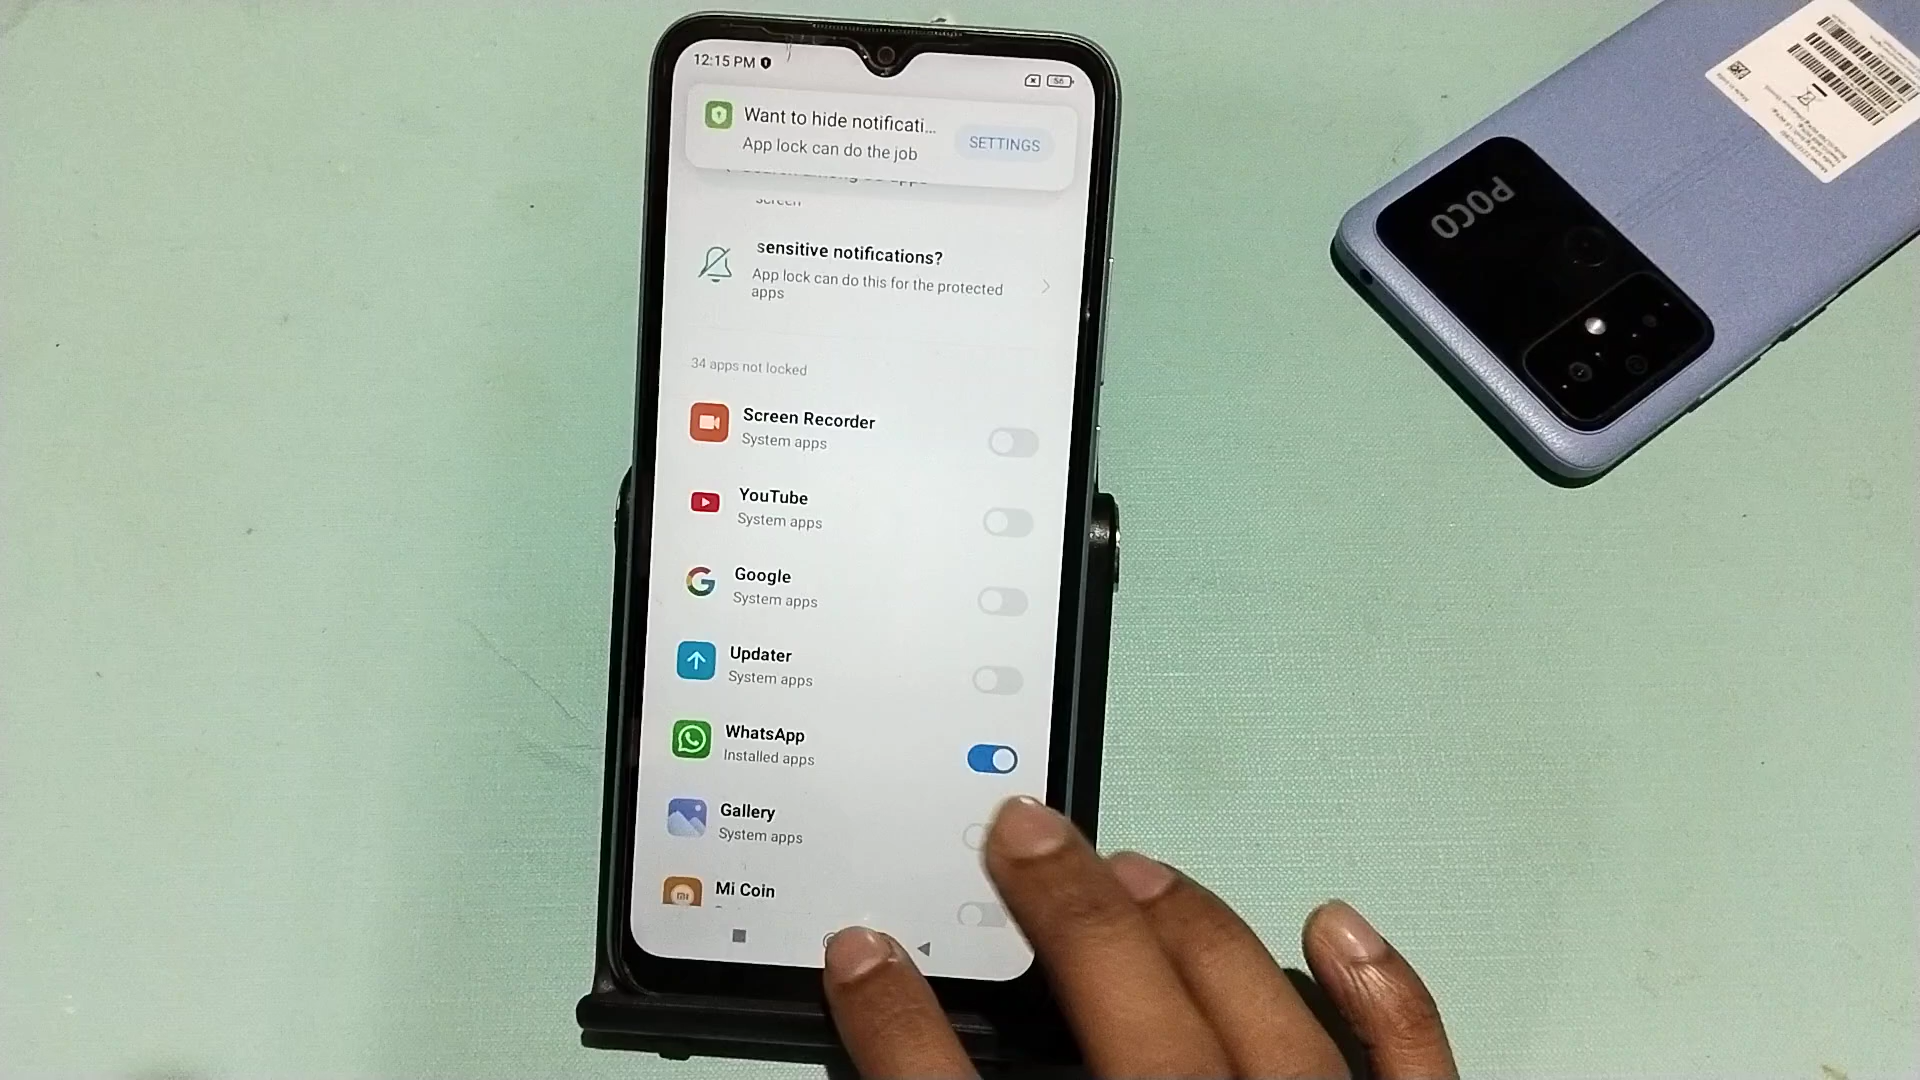 12:15 PM
56
Want to hide notificati...
App lock can do the job
SETTINGS
screen
sensitive notifications?
App lock can do this for the protected
apps
34 apps not locked
Screen Recorder
System apps
YouTube
System apps
Google
System apps
Updater
System apps
WhatsApp
Installed apps
Gallery
System apps
Mi Coin
POCO